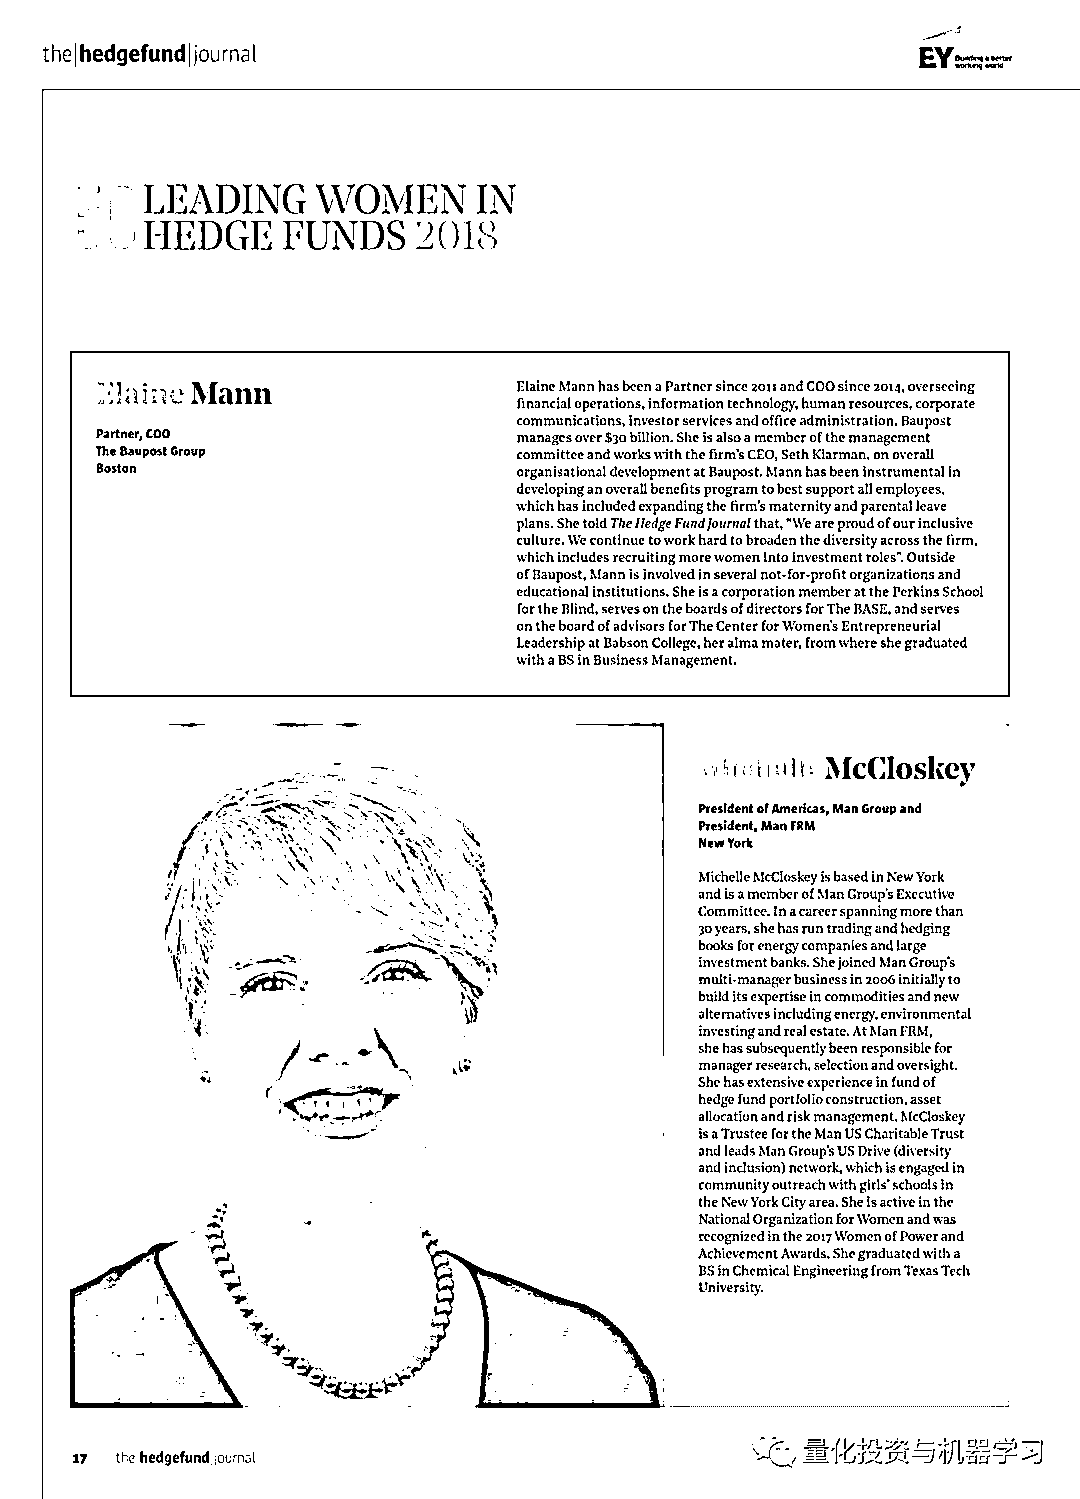 the|hedgefund|journal
EY Building a better
working world
50 LEADING WOMEN IN
HEDGE FUNDS 2018
Elaine Mann
Partner, COO
The Baupost Group
Boston
Elaine Mann has been a Partner since 2011 and COO since 2014, overseeing
financial operations, information technology, human resources, corporate
communications, investor services and office administration. Baupost
manages over $30 billion. She is also a member of the management
committee and works with the firm's CEO, Seth Klarman, on overall
organisational development at Baupost. Mann has been instrumental in
developing an overall benefits program to best support all employees,
which has included expanding the firm's maternity and parental leave
plans. She told The Hedge Fund Journal that, "We are proud of our inclusive
culture. We continue to work hard to broaden the diversity across the firm,
which includes recruiting more women into investment roles". Outside
of Baupost, Mann is involved in several not-for-profit organizations and
educational institutions. She is a corporation member at the Perkins School
for the Blind, serves on the boards of directors for The BASE, and serves
on the board of advisors for The Center for Women's Entrepreneurial
Leadership at Babson College, her alma mater, from where she graduated
with a BS in Business Management.
Michelle McCloskey
President of Americas, Man Group and
President, Man FRM
New York
Michelle McCloskey is based in New York
and is a member of Man Group's Executive
Committee. In a career spanning more than
30 years, she has run trading and hedging
books for energy companies and large
investment banks. She joined Man Group's
multi-manager business in 2006 initially to
build its expertise in commodities and new
alternatives including energy, environmental
investing and real estate. At Man FRM,
she has subsequently been responsible for
manager research, selection and oversight.
She has extensive experience in fund of
hedge fund portfolio construction, asset
allocation and risk management. McCloskey
is a Trustee for the Man US Charitable Trust
and leads Man Group's US Drive (diversity
and inclusion) network, which is engaged in
community outreach with girls' schools in
the New York City area. She is active in the
National Organization for Women and was
recognized in the 2017 Women of Power and
Achievement Awards. She graduated with a
BS in Chemical Engineering from Texas Tech
University.
17 the|hedgefund|journal
量化投资与机器学习